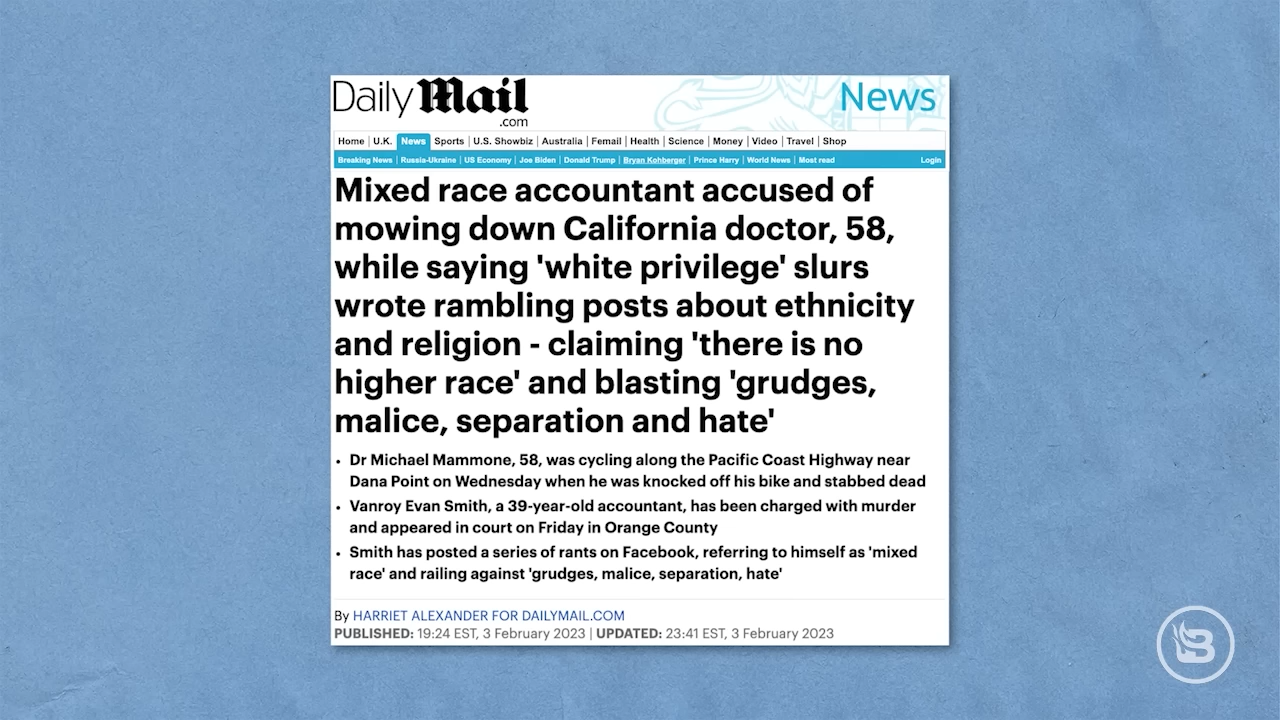 Daily Mail
.com
News
Home | U.K. | News | Sports | U.S. Showbiz | Australia | Femail | Health | Science | Money | Video | Travel | Shop
Breaking News | Russia-Ukraine | US Economy | Joe Biden | Donald Trump | Bryan Kohberger | Prince Harry | World News | Most read
Login
Mixed race accountant accused of
mowing down California doctor, 58,
while saying 'white privilege' slurs
wrote rambling posts about ethnicity
and religion - claiming 'there is no
higher race' and blasting 'grudges,
malice, separation and hate'
• Dr Michael Mammone, 58, was cycling along the Pacific Coast Highway near
Dana Point on Wednesday when he was knocked off his bike and stabbed dead
• Vanroy Evan Smith, a 39-year-old accountant, has been charged with murder
and appeared in court on Friday in Orange County
• Smith has posted a series of rants on Facebook, referring to himself as 'mixed
race' and railing against 'grudges, malice, separation, hate'
By HARRIET ALEXANDER FOR DAILYMAIL.COM
PUBLISHED: 19:24 EST, 3 February 2023 | UPDATED: 23:41 EST, 3 February 2023
B